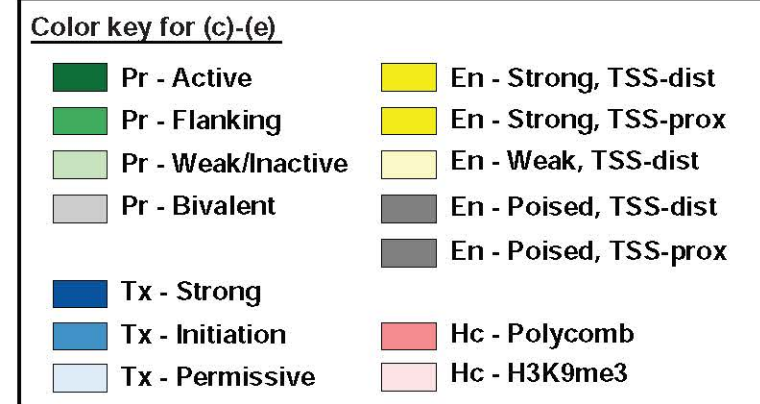 Color key for (c)-(e)
Pr - Active
Pr - Flanking
Pr - Weak/Inactive
Pr - Bivalent
Tx - Strong
Tx - Initiation
Tx - Permissive
En - Strong, TSS-dist
En - Strong, TSS-prox
En - Weak, TSS-dist
En - Poised, TSS-dist
En - Poised, TSS-prox
Hc - Polycomb
Hc - H3K9me3